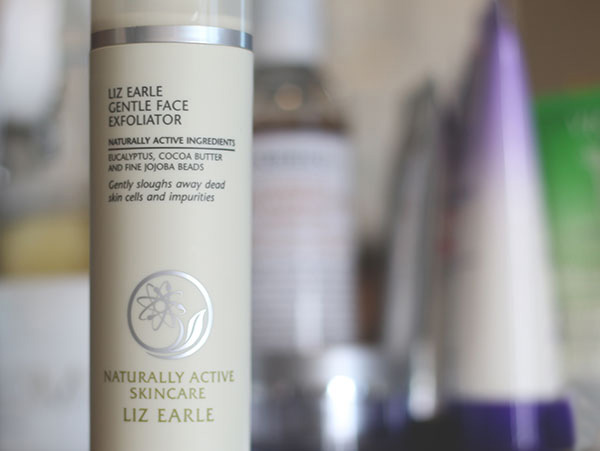 LIZ EARLE
GENTLE FACE
EXFOLIATOR
NATURALLY ACTIVE INGREDIENTS
EUCALYPTUS, COCOA BUTTER
AND FINE JOJOBA BEADS
Gently sloughs away dead
skin cells and impurities
NATURALLY ACTIVE
SKINCARE
LIZ EARLE